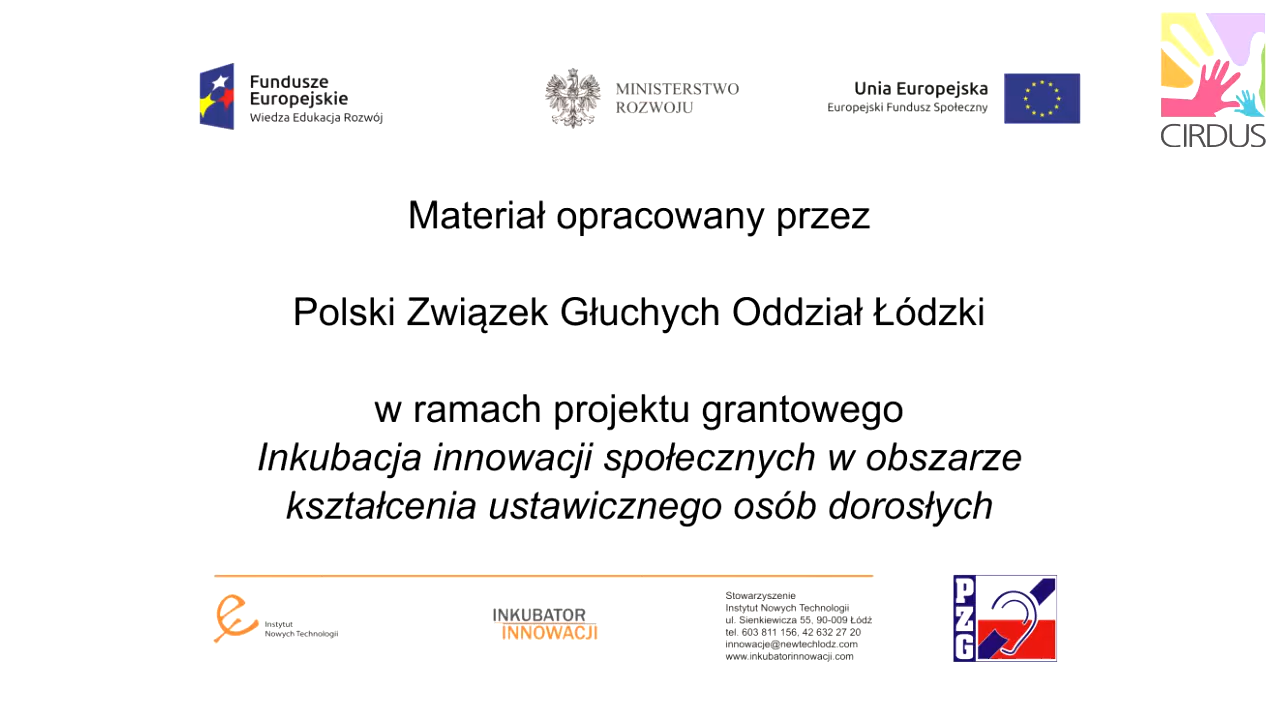 Fundusze
Europejskie
Wiedza Edukacja Rozwój
MINISTERSTWO
ROZWOJU
Unia Europejska
Europejski Fundusz Społeczny
CIRDUS
Materiał opracowany przez
Polski Związek Głuchych Oddział Łódzki
w ramach projektu grantowego
Inkubacja innowacji społecznych w obszarze
kształcenia ustawicznego osób dorosłych
Instytut
Nowych Technologii
INKUBATOR
INNOWACJI
Stowarzyszenie
Instytut Nowych Technologii
ul. Sienkiewicza 55, 90-009 Łódź
tel. 603 811 156, 42 632 27 20
innowacje@newtechlodz.com
www.inkubatorinnowacji.com
PZG